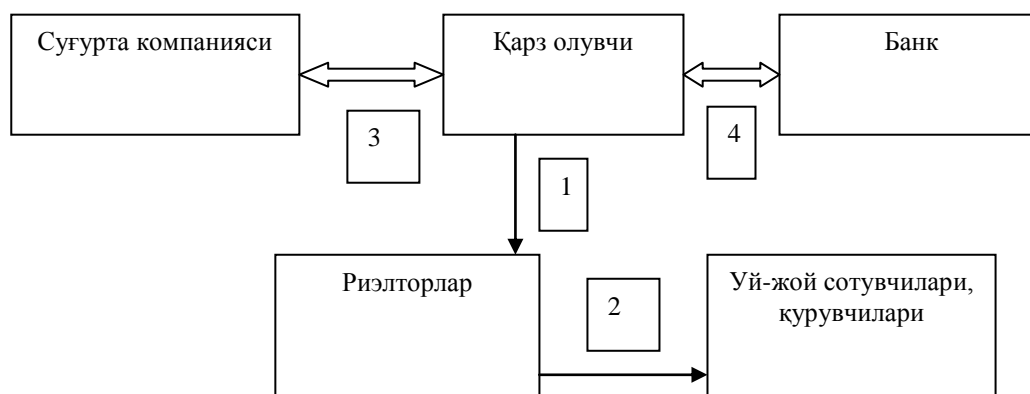 Суғурта компанияси
Қарз олувчи
Банк
3
4
1
Риэлторлар
2
Уй-жой сотувчилари,
қурувчилари